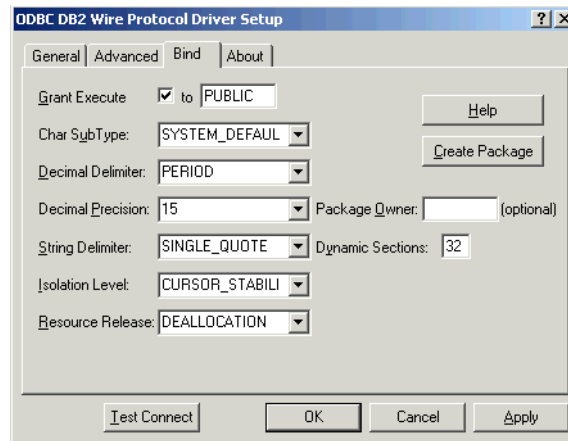 ODBC DB2 Wire Protocol Driver Setup ? x
General Advanced Bind About
Grant Execute to PUBLIC
Help
Char SubType: SYSTEM_DEFAUL
Create Package
Decimal Delimiter: PERIOD
Decimal Precision: 15 Package Owner: (optional)
String Delimiter: SINGLE_QUOTE Dynamic Sections: 32
Isolation Level: CURSOR_STABILI
Resource Release: DEALLOCATION
Test Connect OK Cancel Apply